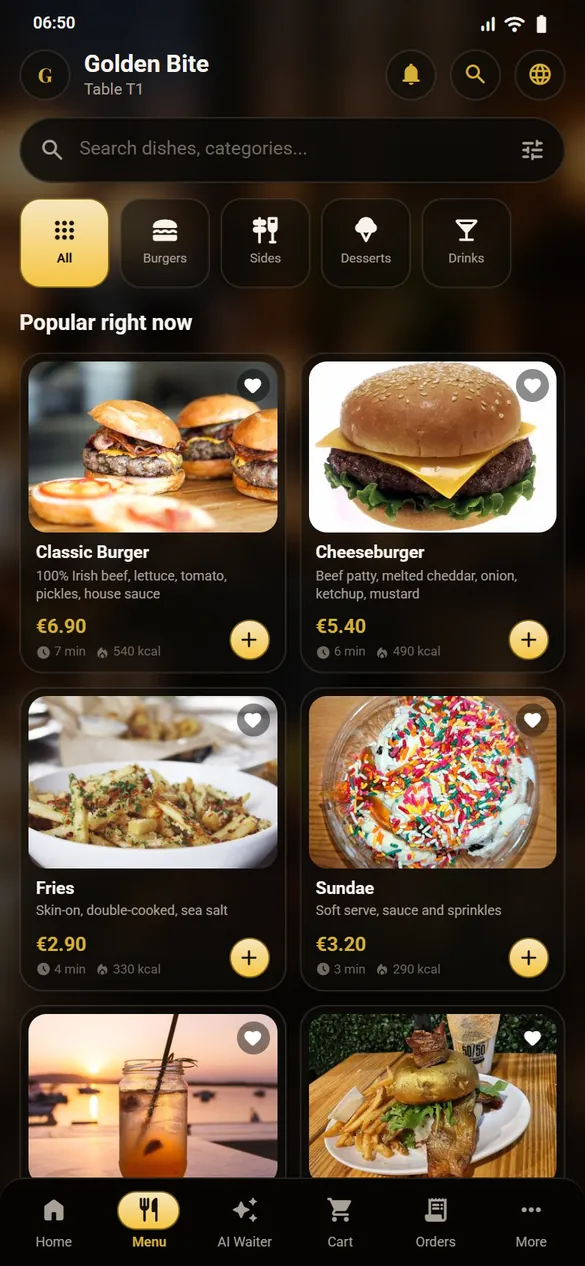 06:50
G
Golden Bite
Table T1
Search dishes, categories...
All
Burgers
Sides
Desserts
Drinks
Popular right now
Classic Burger
100% Irish beef, lettuce, tomato,
pickles, house sauce
€6.90
7 min
540 kcal
Cheeseburger
Beef patty, melted cheddar, onion,
ketchup, mustard
€5.40
6 min
490 kcal
Fries
Skin-on, double-cooked, sea salt
€2.90
4 min
330 kcal
Sundae
Soft serve, sauce and sprinkles
€3.20
3 min
290 kcal
50/50
Home
Menu
AI Waiter
Cart
Orders
More